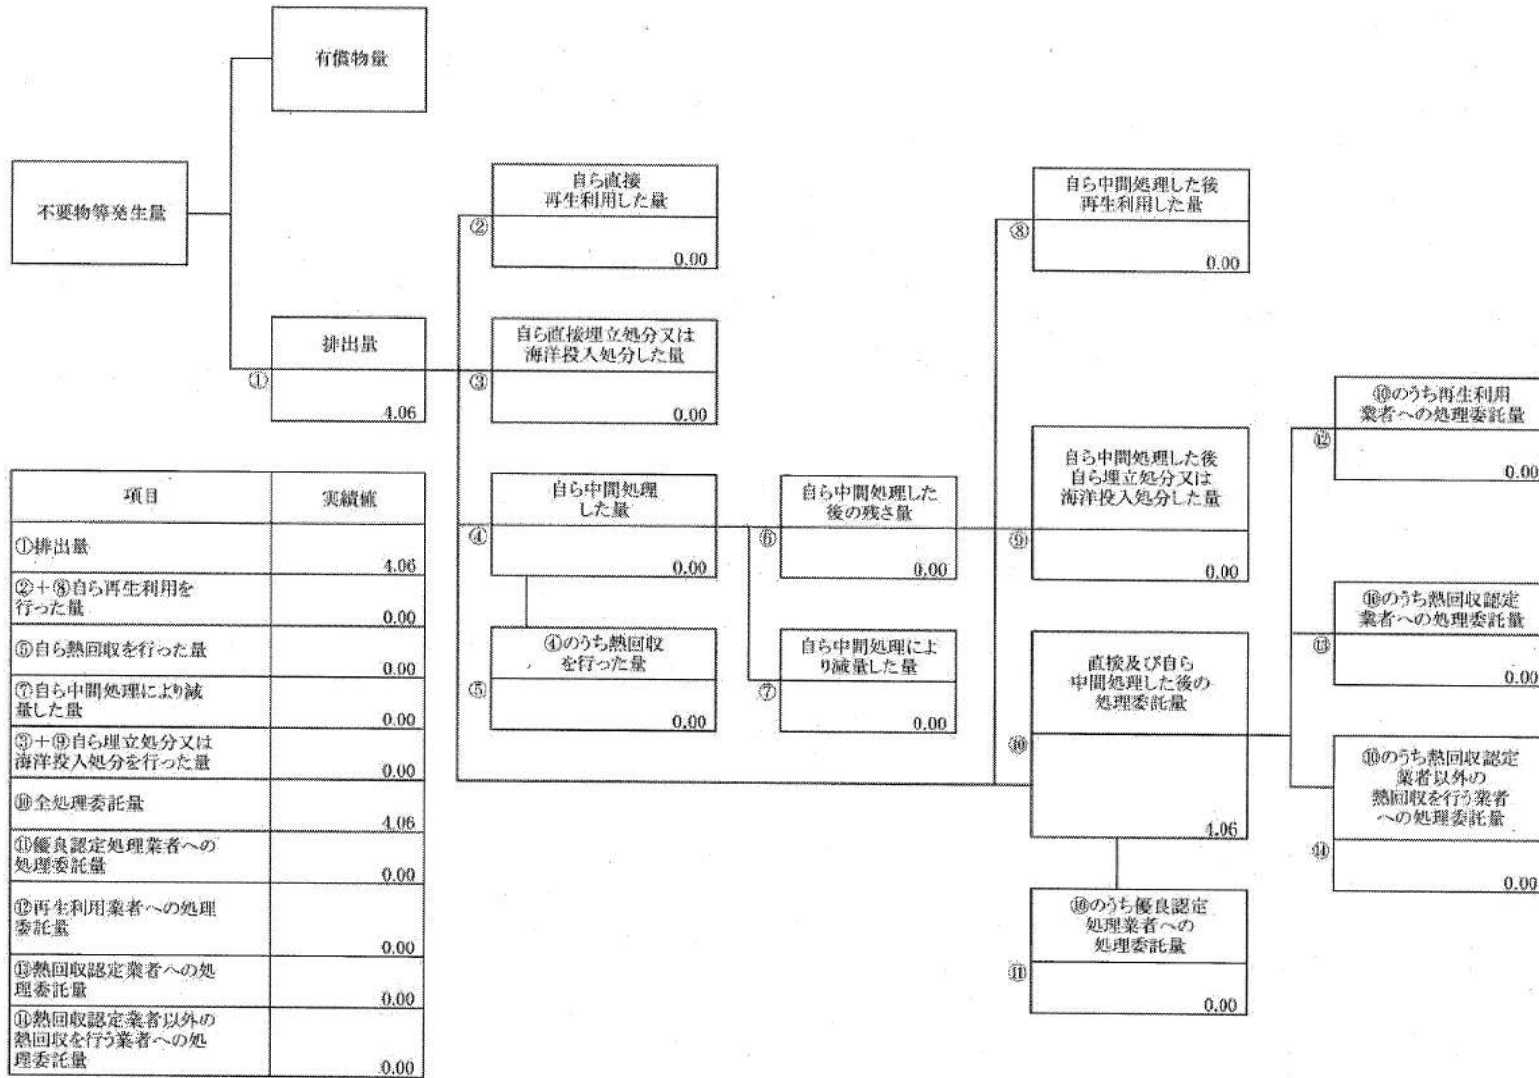 有償物量
不要物等発生量
排出量
①
4.06
自ら直接
再生利用した量
②
0.00
自ら直接埋立処分又は
海洋投入処分した量
③
0.00
自ら中間処理
した量
④
0.00
④のうち熱回収
を行った量
⑤
0.00
自ら中間処理した
後の残さ量
⑥
0.00
自ら中間処理によ
り減量した量
⑦
0.00
自ら中間処理した後
再生利用した量
⑧
0.00
自ら中間処理した後
自ら埋立処分又は
海洋投入処分した量
⑨
0.00
直接及び自ら
中間処理した後の
処理委託量
⑩
4.06
⑩のうち優良認定
処理業者への
処理委託量
⑪
0.00
⑩のうち再生利用
業者への処理委託量
⑫
0.00
⑩のうち熱回収認定
業者への処理委託量
⑬
0.00
⑩のうち熱回収認定
業者以外の
熱回収を行う業者
への処理委託量
⑭
0.00
項目 実績値
①排出量
4.06
②+⑧自ら再生利用を
行った量
0.00
⑤自ら熱回収を行った量
0.00
⑦自ら中間処理により減
量した量
0.00
③+⑨自ら埋立処分又は
海洋投入処分を行った量
0.00
⑩全処理委託量
4.06
⑪優良認定処理業者への
処理委託量
0.00
⑫再生利用業者への処理
委託量
0.00
⑬熱回収認定業者への処
理委託量
0.00
⑭熱回収認定業者以外の
熱回収を行う業者への処
理委託量
0.00